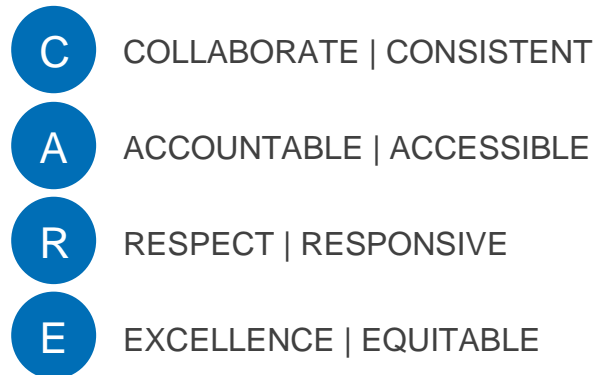 C COLLABORATE | CONSISTENT
A ACCOUNTABLE | ACCESSIBLE
R RESPECT | RESPONSIVE
E EXCELLENCE | EQUITABLE